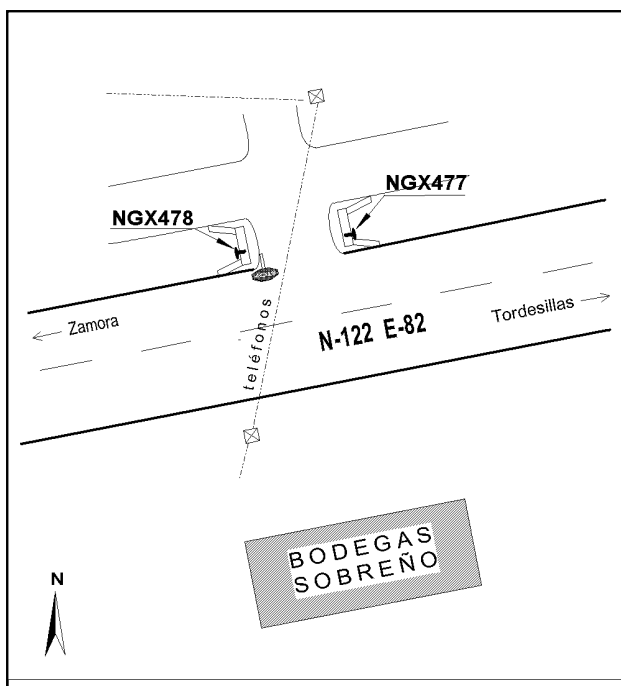 NGX477
NGX478
Zamora
teléfonos
N-122 E-82
Tordesillas
BODEGAS
SOBREÑO
N